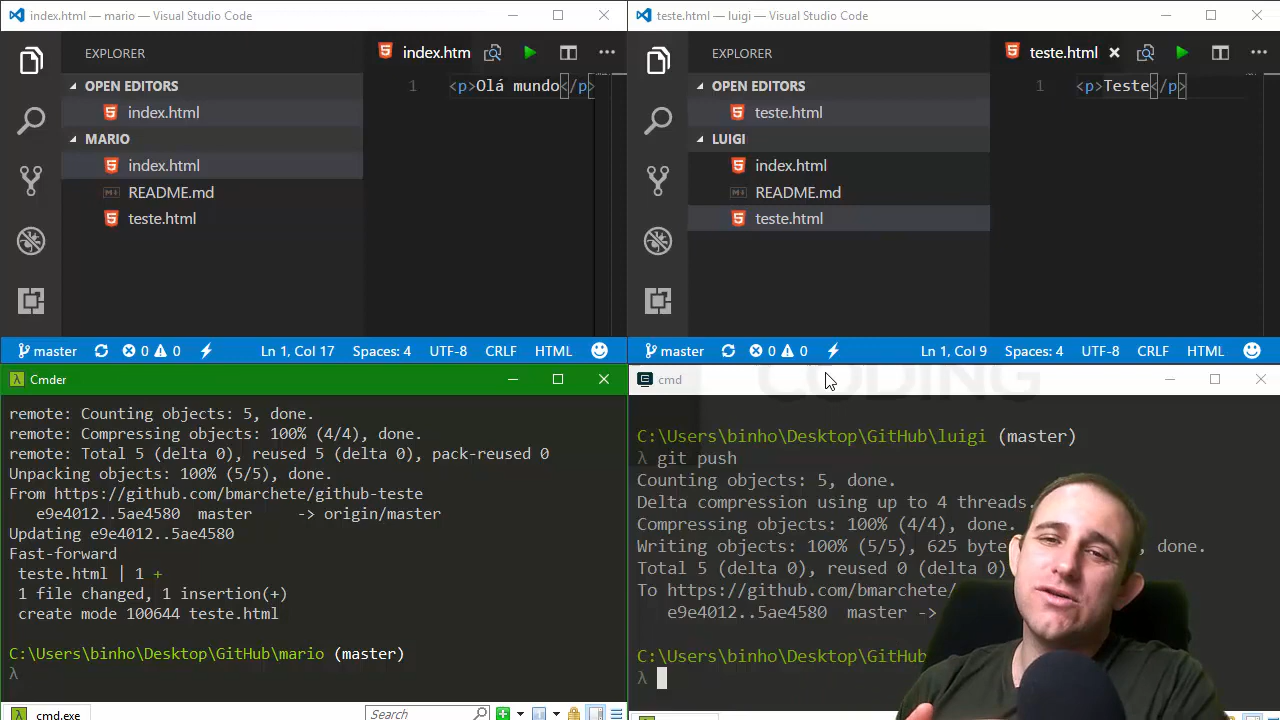 index.html — mario — Visual Studio Code
EXPLORER
index.htm
OPEN EDITORS
index.html
MARIO
index.html
README.md
teste.html
1 <p>Olá mundo</p>
master 0 0 Ln 1, Col 17 Spaces: 4 UTF-8 CRLF HTML
teste.html — luigi — Visual Studio Code
EXPLORER
teste.html
OPEN EDITORS
teste.html
LUIGI
index.html
README.md
teste.html
1 <p>Teste</p>
master 0 0 Ln 1, Col 9 Spaces: 4 UTF-8 CRLF HTML
λ Cmder
remote: Counting objects: 5, done.
remote: Compressing objects: 100% (4/4), done.
remote: Total 5 (delta 0), reused 5 (delta 0), pack-reused 0
Unpacking objects: 100% (5/5), done.
From https://github.com/bmarchete/github-teste
e9e4012..5ae4580 master -> origin/master
Updating e9e4012..5ae4580
Fast-forward
teste.html | 1 +
1 file changed, 1 insertion(+)
create mode 100644 teste.html
C:\Users\binho\Desktop\GitHub\mario (master)
λ
cmd.exe
Search
cmd
CODING
C:\Users\binho\Desktop\GitHub\luigi (master)
λ git push
Counting objects: 5, done.
Delta compression using up to 4 threads.
Compressing objects: 100% (4/4), done.
Writing objects: 100% (5/5), 625 byte , done.
Total 5 (delta 0), reused 0 (delta 0)
To https://github.com/bmarchete/
e9e4012..5ae4580 master ->
C:\Users\binho\Desktop\GitHub
λ